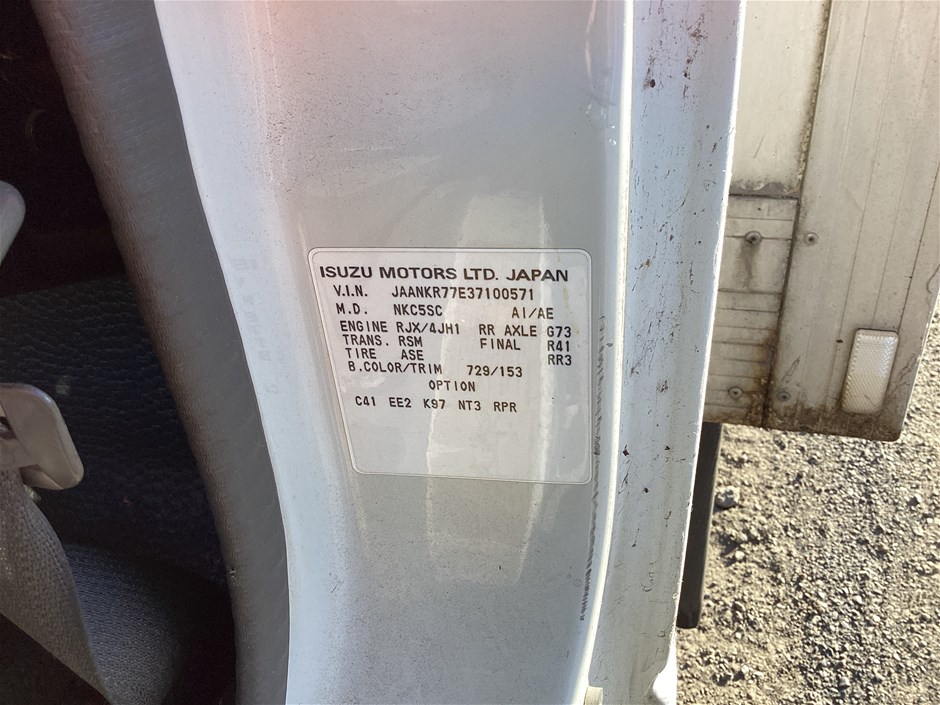 ISUZU MOTORS LTD. JAPAN
V.I.N. JAANKR77E37100571
M.D. NKC5SC AI/AE
ENGINE RJX/4JH1 RR AXLE G73
TRANS. RSM FINAL R41
TIRE ASE RR3
B.COLOR/TRIM 729/153
OPTION
C41 EE2 K97 NT3 RPR